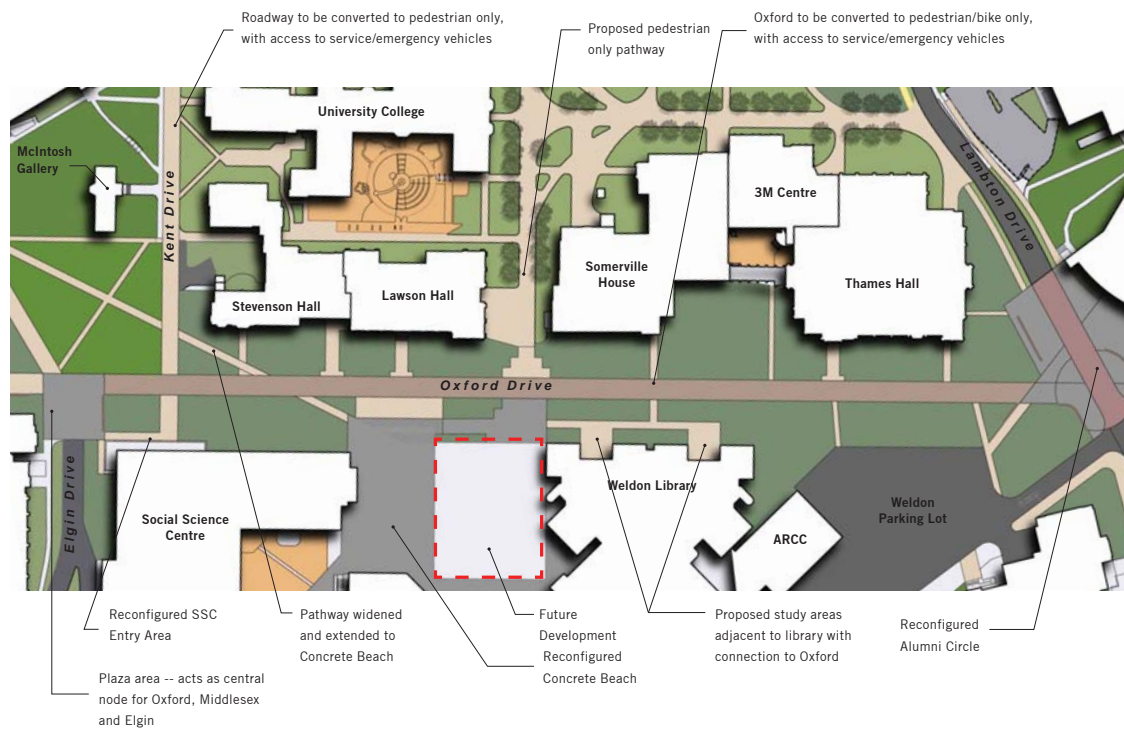 Roadway to be converted to pedestrian only,
with access to service/emergency vehicles
Proposed pedestrian
only pathway
Oxford to be converted to pedestrian/bike only,
with access to service/emergency vehicles
University College
McIntosh
Gallery
Kent Drive
3M Centre
Lambton Drive
Somerville
House
Thames Hall
Stevenson Hall
Lawson Hall
Oxford Drive
Elgin Drive
Social Science
Centre
Weldon Library
Weldon
Parking Lot
ARCC
Reconfigured SSC
Entry Area
Pathway widened
and extended to
Concrete Beach
Future
Development
Reconfigured
Concrete Beach
Proposed study areas
adjacent to library with
connection to Oxford
Reconfigured
Alumni Circle
Plaza area -- acts as central
node for Oxford, Middlesex
and Elgin